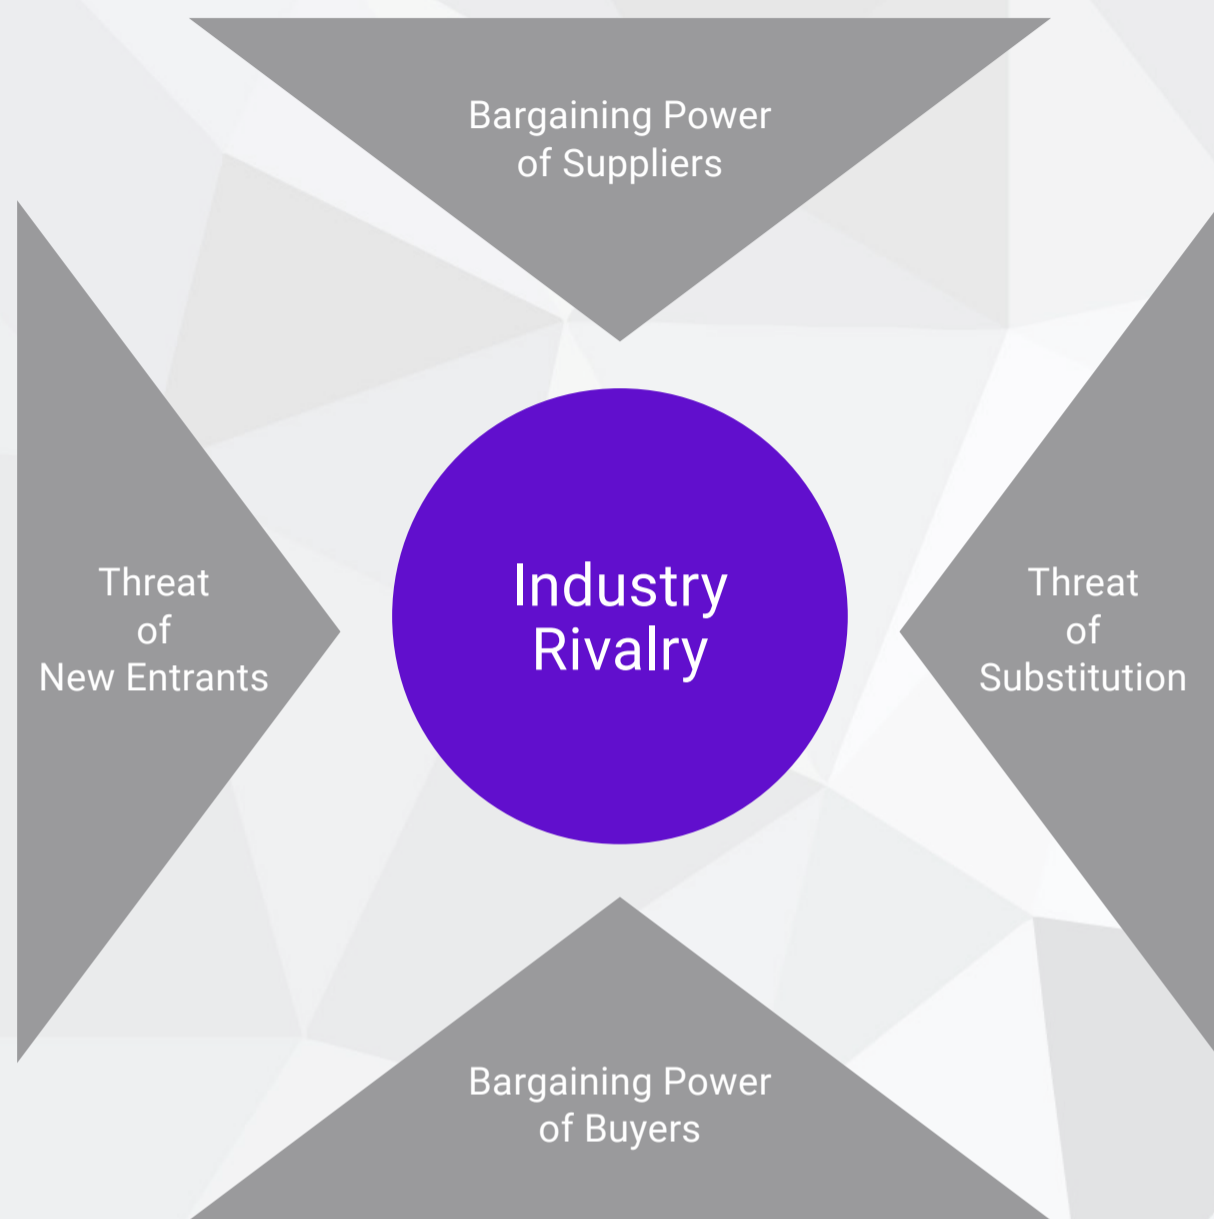 Bargaining Power
of Suppliers
Threat
of
New Entrants
Industry
Rivalry
Threat
of
Substitution
Bargaining Power
of Buyers